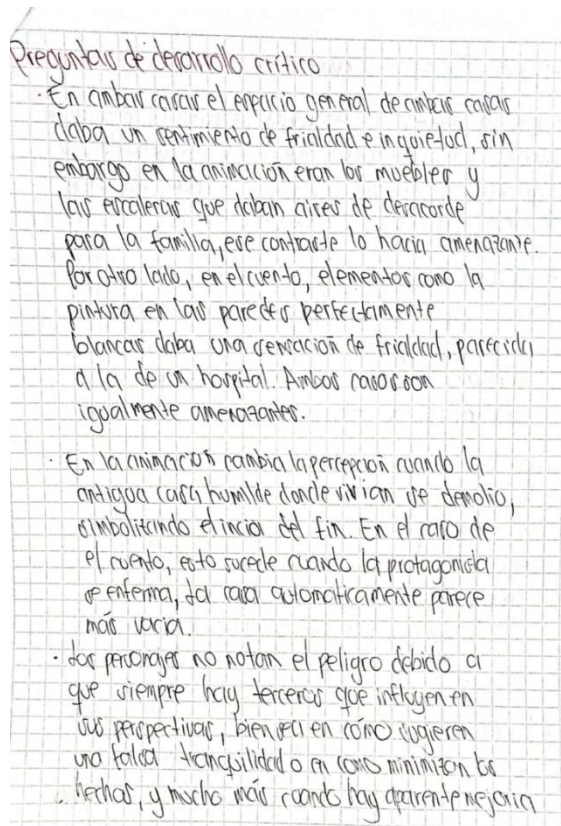 Preguntas de desarrollo crítico
· En ambas casas el espacio general de ambas casas
daba un sentimiento de frialdad e inquietud, sin
embargo en la animación eran los muebles y
las escaleras que daban aires de desacorde
para la familia, ese contraste lo hacía amenazante.
Por otro lado, en el cuento, elementos como la
pintura en las paredes perfectamente
blancas daba una sensación de frialdad, parecida
a la de un hospital. Ambos casos son
igualmente amenazantes.
· En la animación cambia la percepción cuando la
antigua casa humilde donde vivian se demolio,
simbolizando el incior del fin. En el caso de
el cuento, esto sucede cuando la protagonista
se enferma, la casa automaticamente parece
más vacia.
· Los personajes no notan el peligro debido a
que siempre hay terceros que influyen en
sus perspectivas, bien sea en cómo sugieren
una falsa tranquilidad o en como minimizan los
hechos, y mucho más cuando hay aparente mejoria